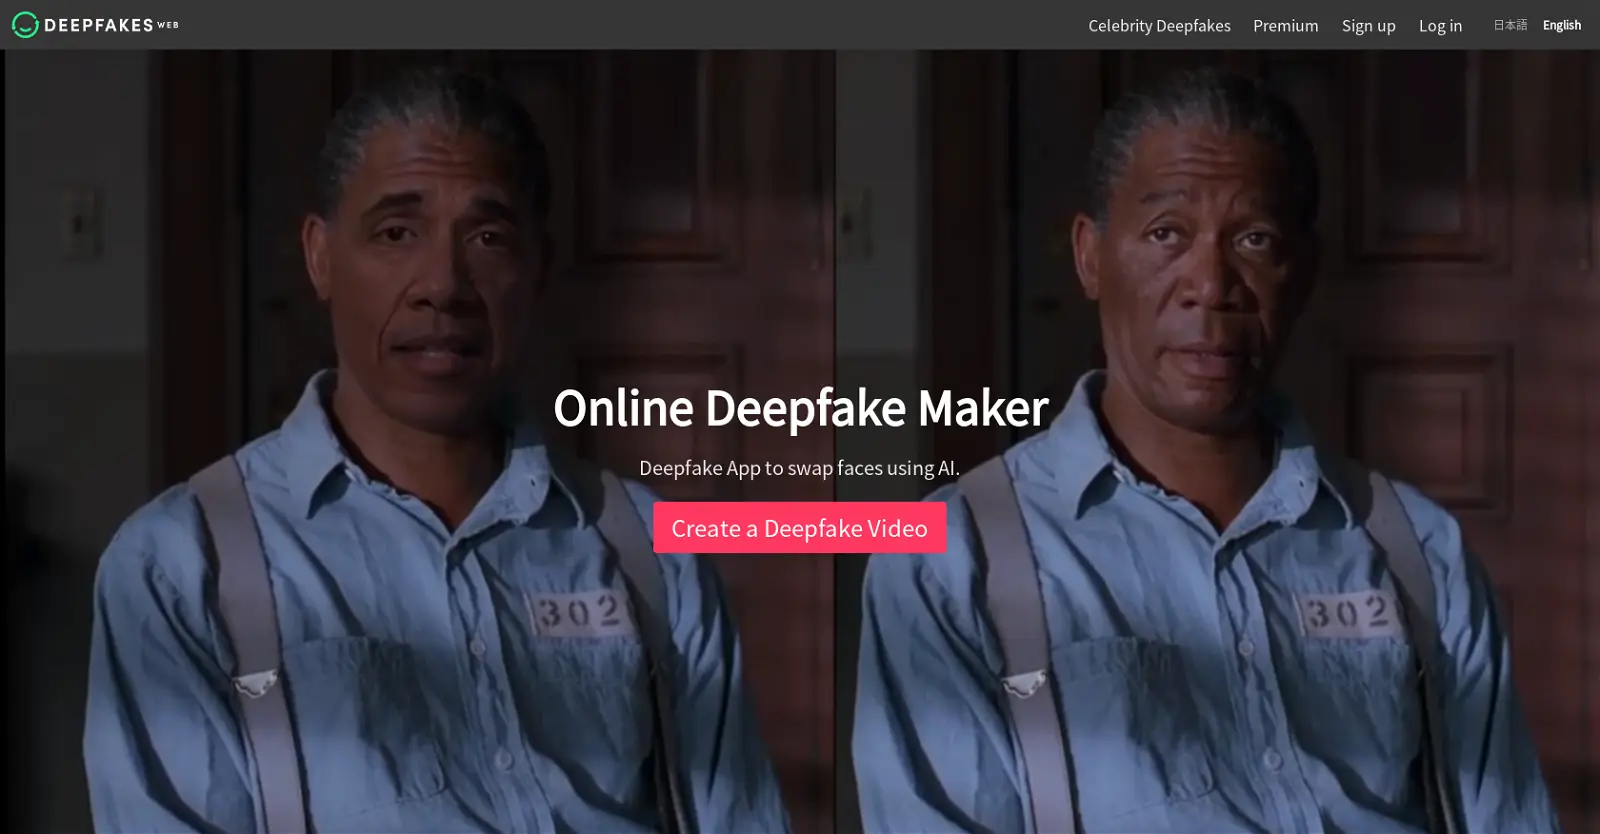 DEEPFAKES WEB
Celebrity Deepfakes Premium Sign up Log in 日本語 English
Online Deepfake Maker
Deepfake App to swap faces using AI.
Create a Deepfake Video
302 302